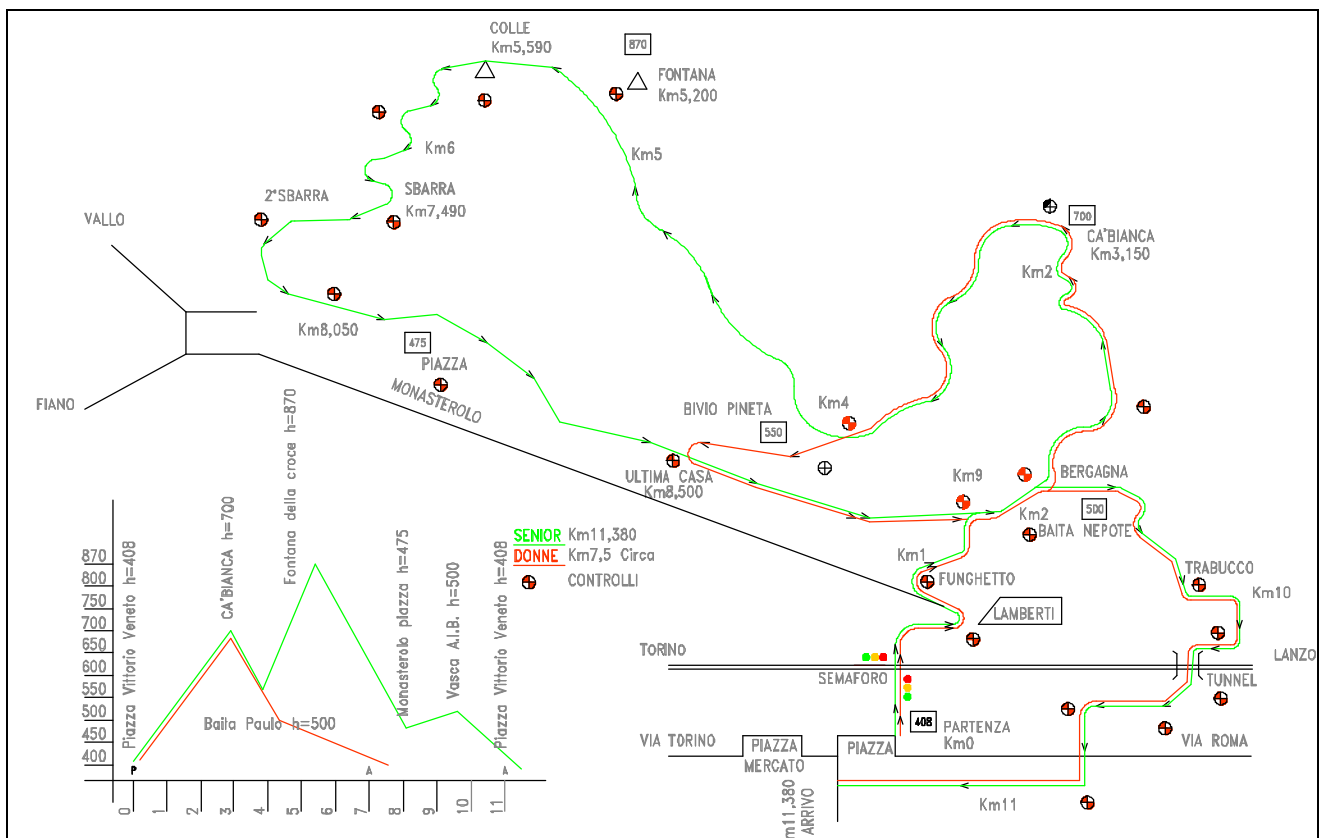 COLLE
Km5,590
870
FONTANA
Km5,200
Km6
Km5
2°SBARRA
SBARRA
Km7,490
VALLO
700
CA'BIANCA
Km3,150
Km2
Km8,050
475
PIAZZA
MONASTEROLO
FIANO
BIVIO PINETA
Km4
550
ULTIMA CASA
Km8,500
Km9
BERGAGNA
500
Km2
BAITA NEPOTE
Km1
FUNGHETTO
TRABUCCO
Km10
LAMBERTI
TORINO
LANZO
SEMAFORO
TUNNEL
408
PARTENZA
Km0
VIA TORINO
PIAZZA
MERCATO
PIAZZA
VIA ROMA
Km11
m11,380
ARRIVO
SENIOR Km11,380
DONNE Km7,5 Circa
CONTROLLI
870
800
750
700
650
600
550
500
450
400
Piazza Vittorio Veneto h=408
CA'BIANCA h=700
Fontana della croce h=870
Monasterolo piazza h=475
Vasca A.I.B. h=500
Piazza Vittorio Veneto h=408
Baita Paulo h=500
P
A
A
0
1
2
3
4
5
6
7
8
9
10
11